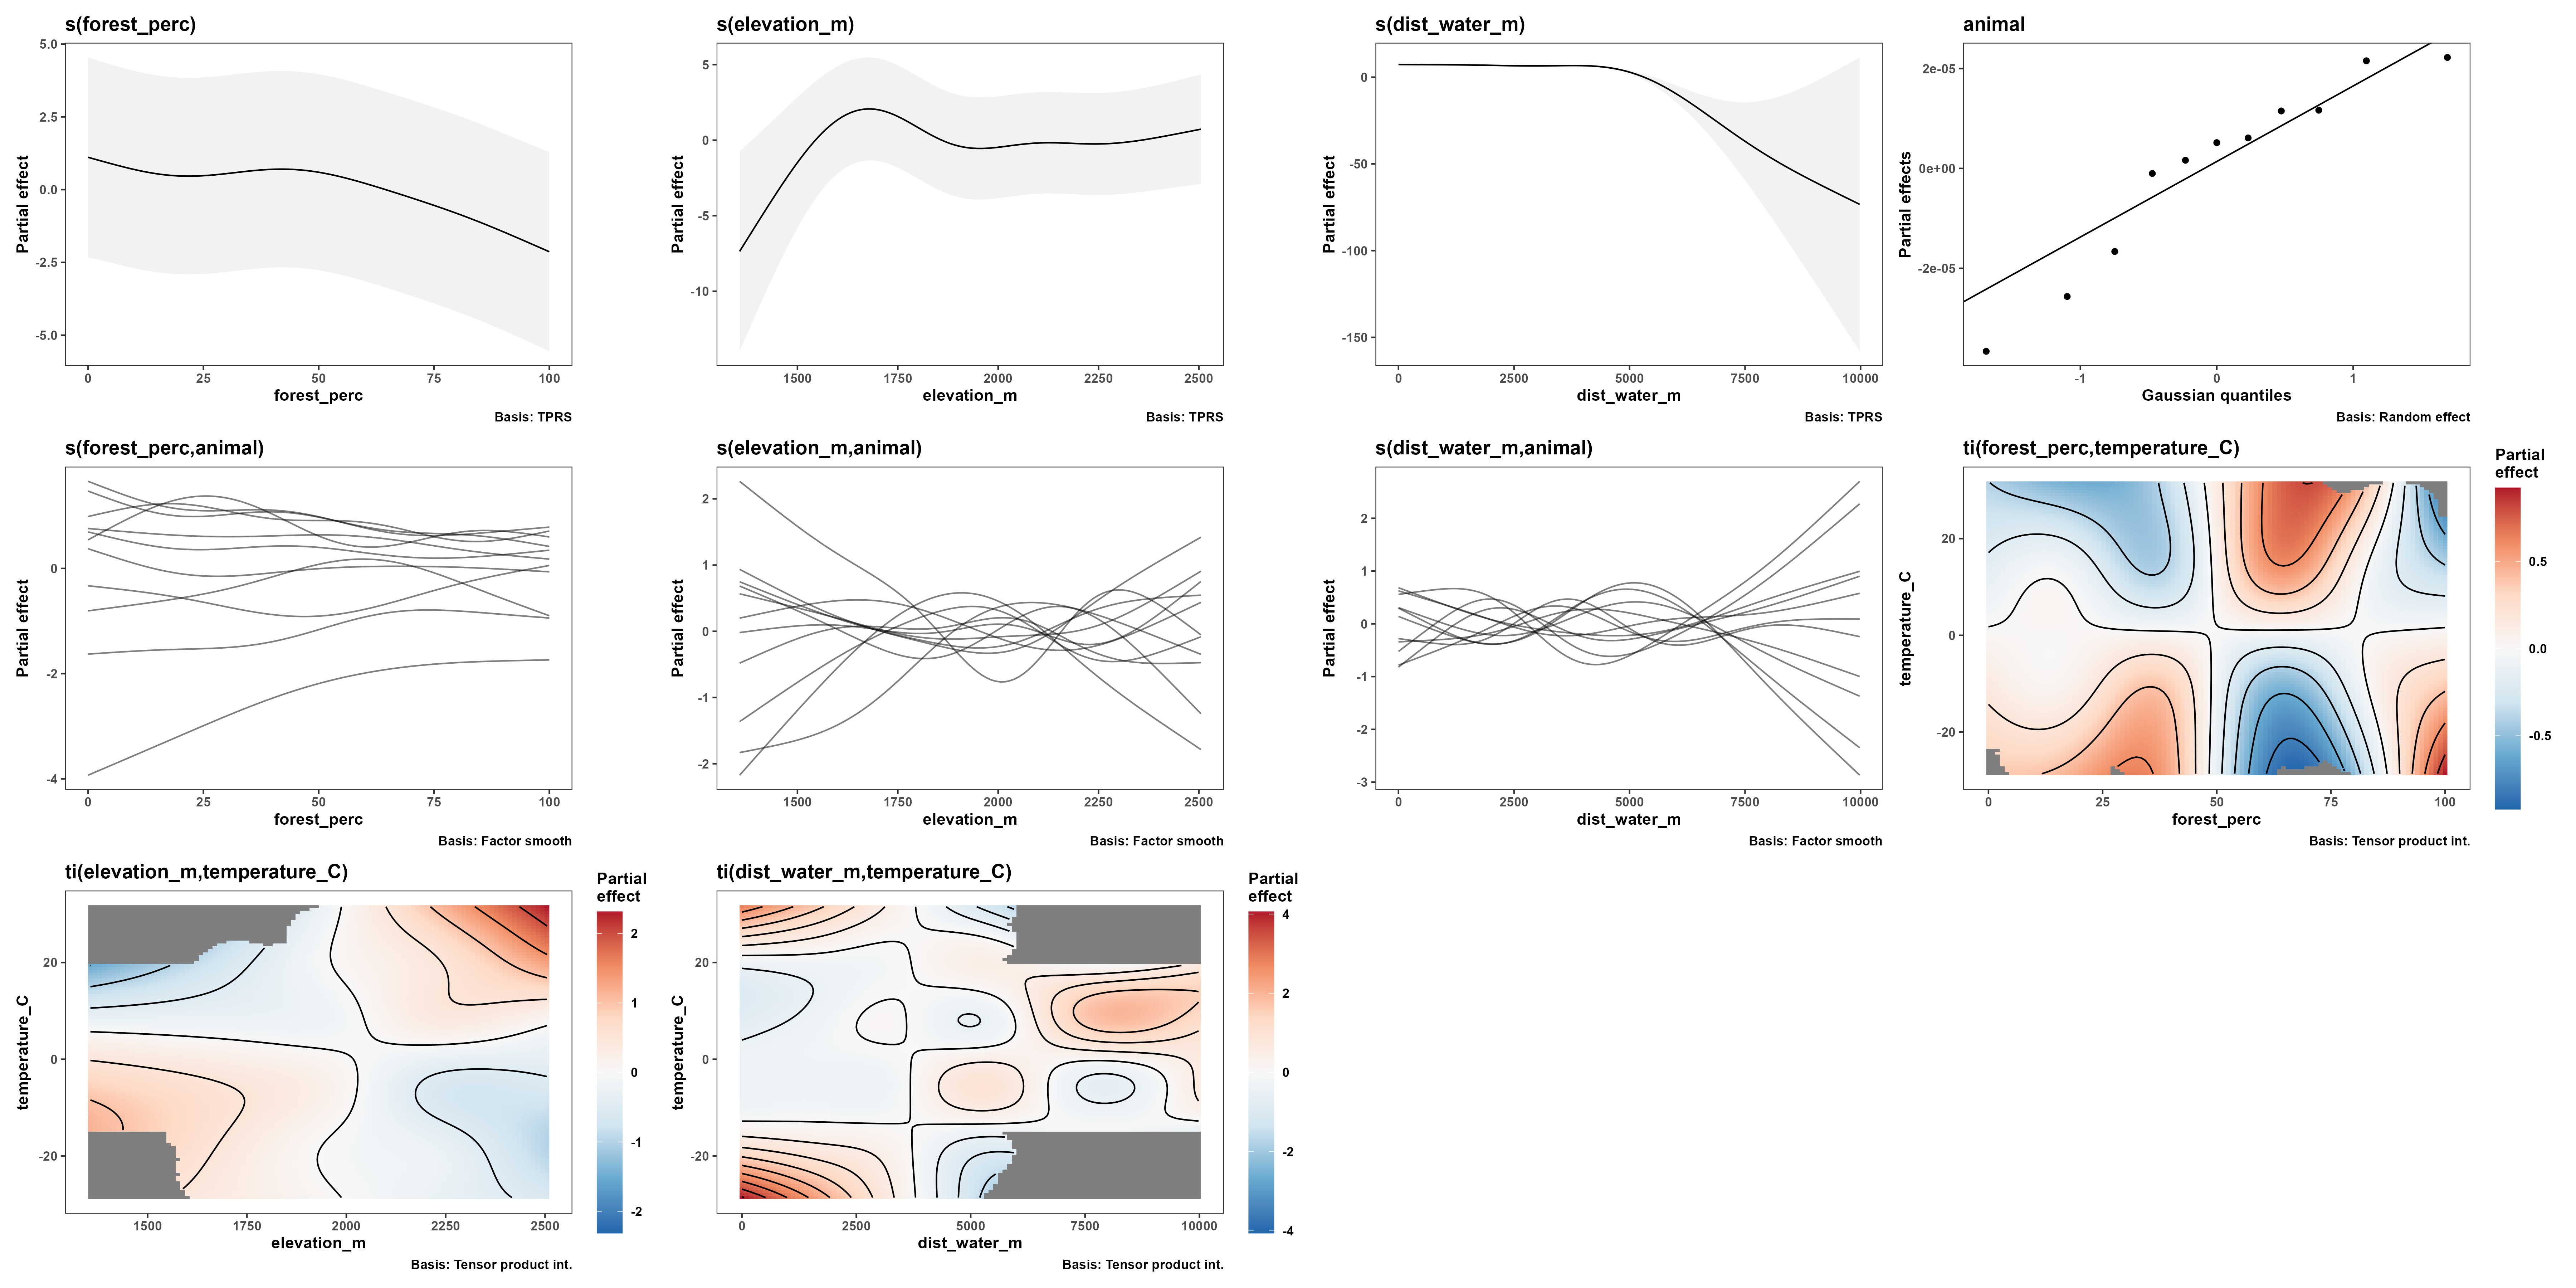 s(forest_perc)
Partial effect
5.0
2.5
0.0
-2.5
-5.0
0 25 50 75 100
forest_perc
Basis: TPRS
s(elevation_m)
Partial effect
5
0
-5
-10
1500 1750 2000 2250 2500
elevation_m
Basis: TPRS
s(dist_water_m)
Partial effect
0
-50
-100
-150
0 2500 5000 7500 10000
dist_water_m
Basis: TPRS
animal
Partial effects
2e-05
0e+00
-2e-05
-1 0 1
Gaussian quantiles
Basis: Random effect
s(forest_perc,animal)
Partial effect
0
-2
-4
0 25 50 75 100
forest_perc
Basis: Factor smooth
s(elevation_m,animal)
Partial effect
2
1
0
-1
-2
1500 1750 2000 2250 2500
elevation_m
Basis: Factor smooth
s(dist_water_m,animal)
Partial effect
2
1
0
-1
-2
-3
0 2500 5000 7500 10000
dist_water_m
Basis: Factor smooth
ti(forest_perc,temperature_C)
temperature_C
20
0
-20
0 25 50 75 100
forest_perc
Basis: Tensor product int.
Partial
effect
0.5
0.0
-0.5
ti(elevation_m,temperature_C)
temperature_C
20
0
-20
1500 1750 2000 2250 2500
elevation_m
Basis: Tensor product int.
Partial
effect
2
1
0
-1
-2
ti(dist_water_m,temperature_C)
temperature_C
20
0
-20
0 2500 5000 7500 10000
dist_water_m
Basis: Tensor product int.
Partial
effect
4
2
0
-2
-4